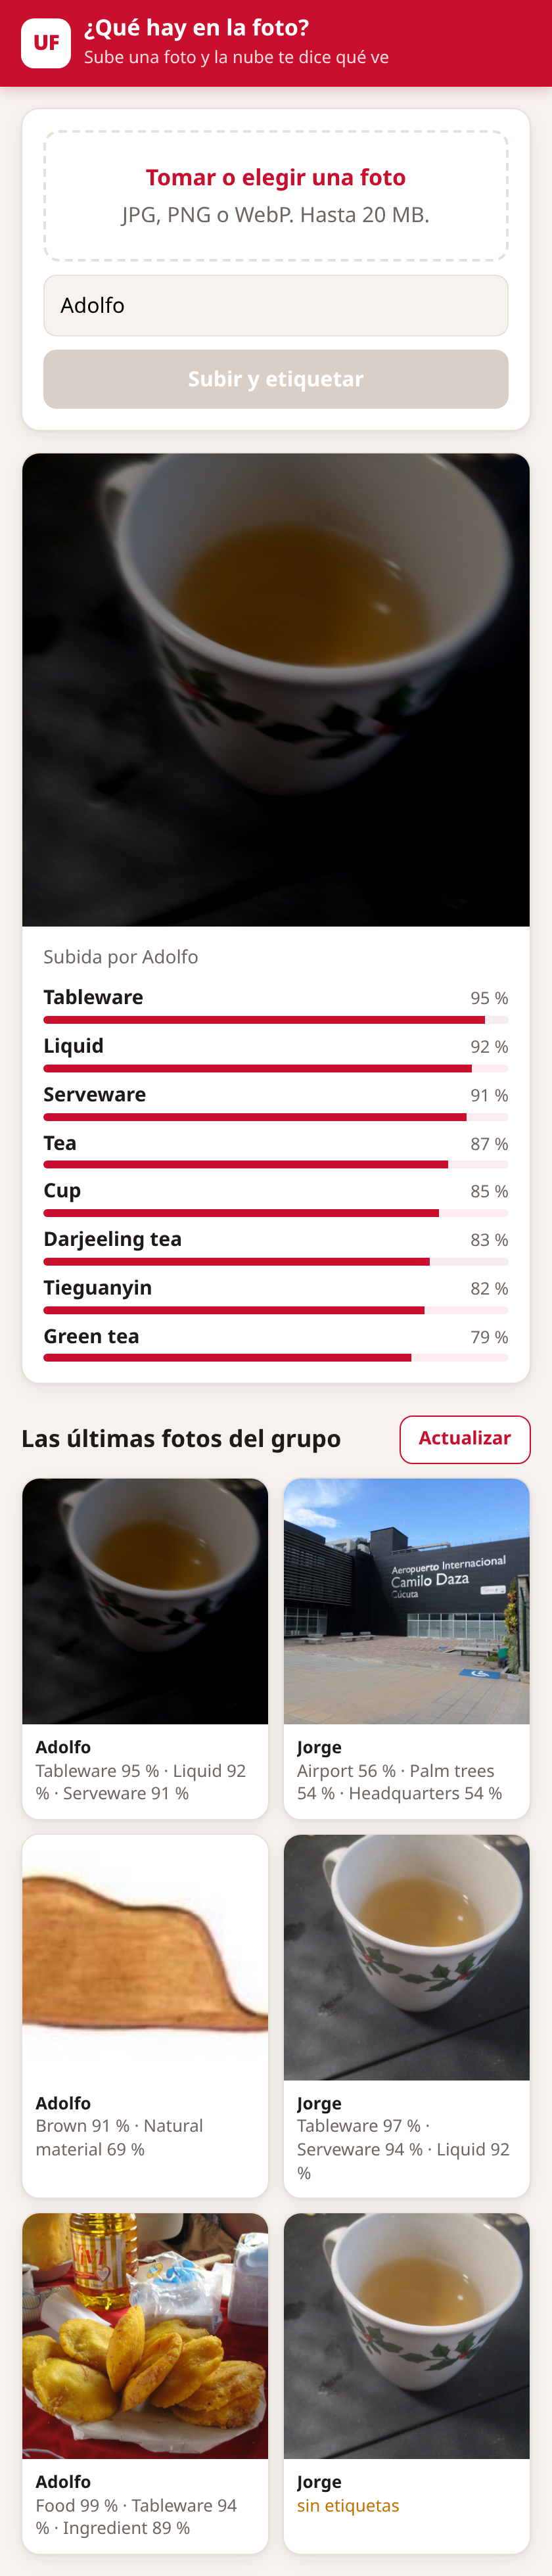 UF
¿Qué hay en la foto?
Sube una foto y la nube te dice qué ve
Tomar o elegir una foto
JPG, PNG o WebP. Hasta 20 MB.
Adolfo
Subir y etiquetar
Subida por Adolfo
Tableware 95 %
Liquid 92 %
Serveware 91 %
Tea 87 %
Cup 85 %
Darjeeling tea 83 %
Tieguanyin 82 %
Green tea 79 %
Las últimas fotos del grupo
Actualizar
Adolfo
Tableware 95 % · Liquid 92
% · Serveware 91 %
Aeropuerto Internacional
Camilo Daza
Cúcuta
Jorge
Airport 56 % · Palm trees
54 % · Headquarters 54 %
Adolfo
Brown 91 % · Natural
material 69 %
Jorge
Tableware 97 % ·
Serveware 94 % · Liquid 92
%
Adolfo
Food 99 % · Tableware 94
% · Ingredient 89 %
Jorge
sin etiquetas